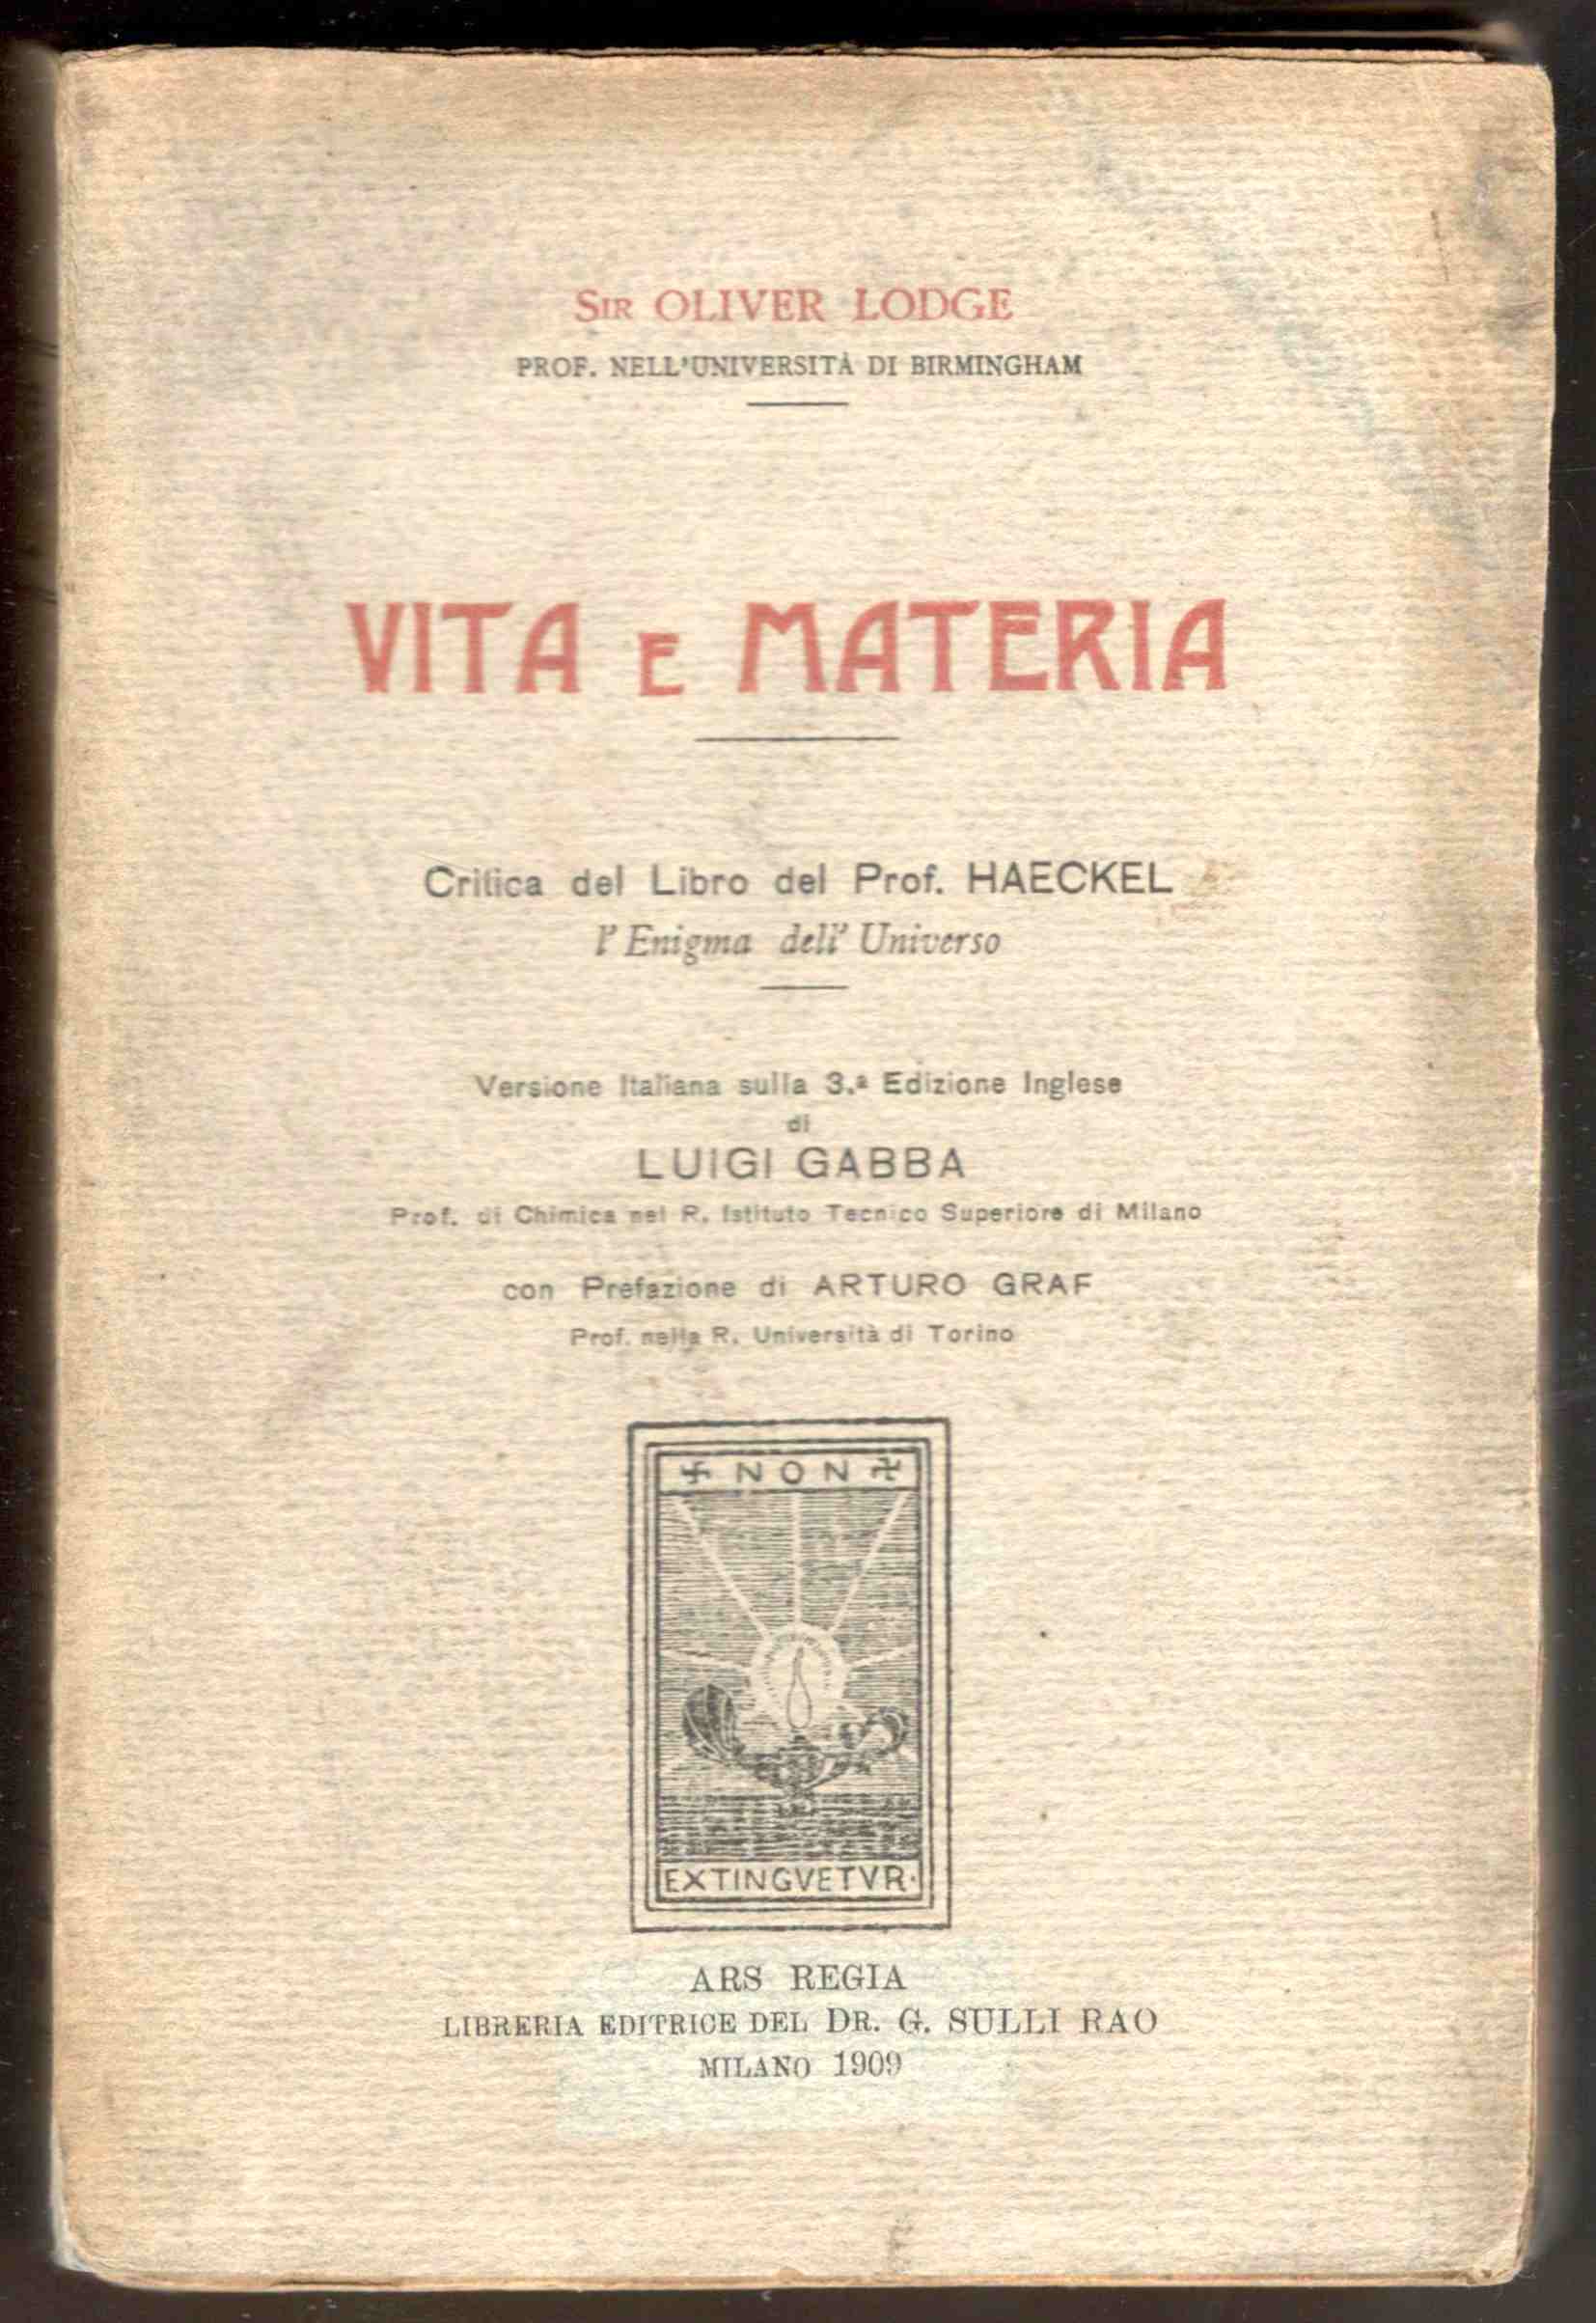 Sir OLIVER LODGE
PROF. NELL'UNIVERSITÀ DI BIRMINGHAM
VITA E MATERIA
Critica del Libro del Prof. HAECKEL
l' Enigma dell' Universo
Versione Italiana sulla 3.ª Edizione Inglese
di
LUIGI GABBA
Prof. di Chimica nel R. Istituto Tecnico Superiore di Milano
con Prefazione di ARTURO GRAF
Prof. nella R. Università di Torino
NON
EXTINGVETVR.
ARS REGIA
LIBRERIA EDITRICE DEL DR. G. SULLI RAO
MILANO 1909